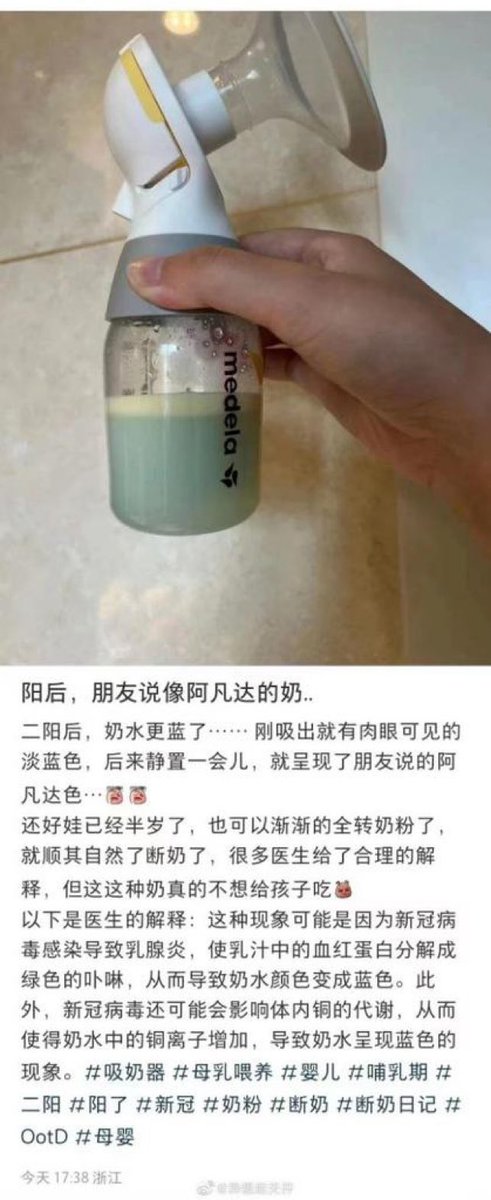 medela
阳后，朋友说像阿凡达的奶..
二阳后，奶水更蓝了…… 刚吸出就有肉眼可见的
淡蓝色，后来静置一会儿，就呈现了朋友说的阿
凡达色…
还好娃已经半岁了，也可以渐渐的全转奶粉了，
就顺其自然了断奶了，很多医生给了合理的解
释，但这这种奶真的不想给孩子吃
以下是医生的解释：这种现象可能是因为新冠病
毒感染导致乳腺炎，使乳汁中的血红蛋白分解成
绿色的卟啉，从而导致奶水颜色变成蓝色。此
外，新冠病毒还可能会影响体内铜的代谢，从而
使得奶水中的铜离子增加，导致奶水呈现蓝色的
现象。#吸奶器 #母乳喂养 #婴儿 #哺乳期 #
二阳 #阳了 #新冠 #奶粉 #断奶 #断奶日记 #
OotD #母婴
今天 17:38 浙江